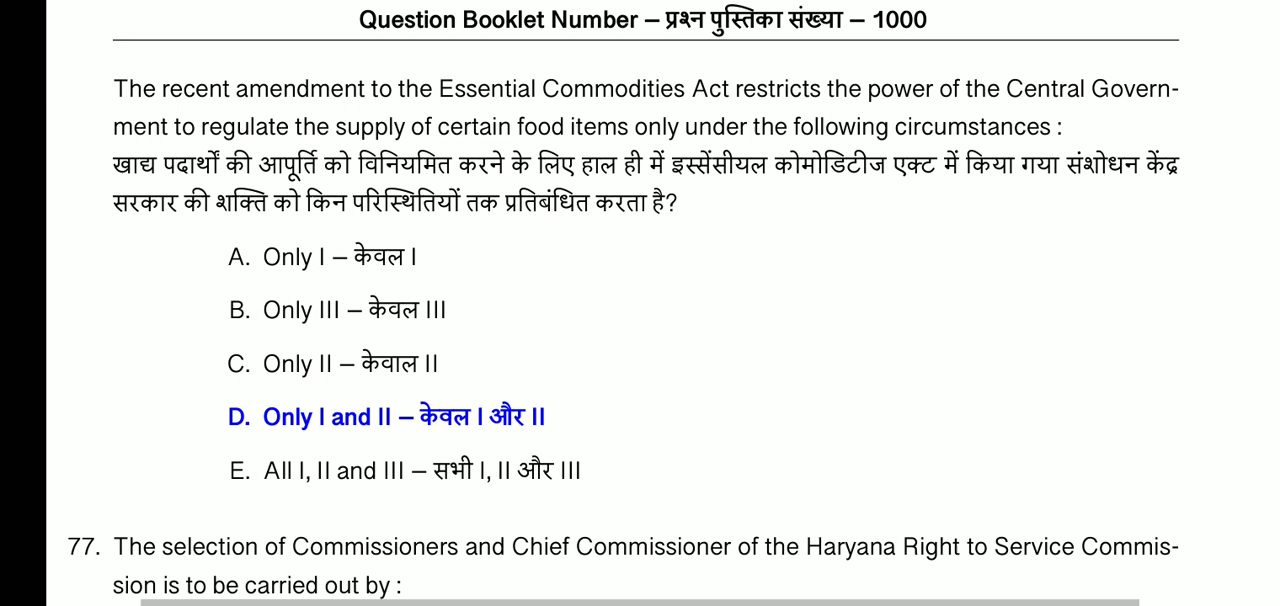 Question Booklet Number – प्रश्न पुस्तिका संख्या – 1000
The recent amendment to the Essential Commodities Act restricts the power of the Central Govern-
ment to regulate the supply of certain food items only under the following circumstances :
खाद्य पदार्थों की आपूर्ति को विनियमित करने के लिए हाल ही में इस्सेंसीयल कोमोडिटीज एक्ट में किया गया संशोधन केंद्र
सरकार की शक्ति को किन परिस्थितियों तक प्रतिबंधित करता है?
A. Only I – केवल I
B. Only III – केवल III
C. Only II – केवाल II
D. Only I and II – केवल I और II
E. All I, II and III – सभी I, II और III
77. The selection of Commissioners and Chief Commissioner of the Haryana Right to Service Commis-
sion is to be carried out by :